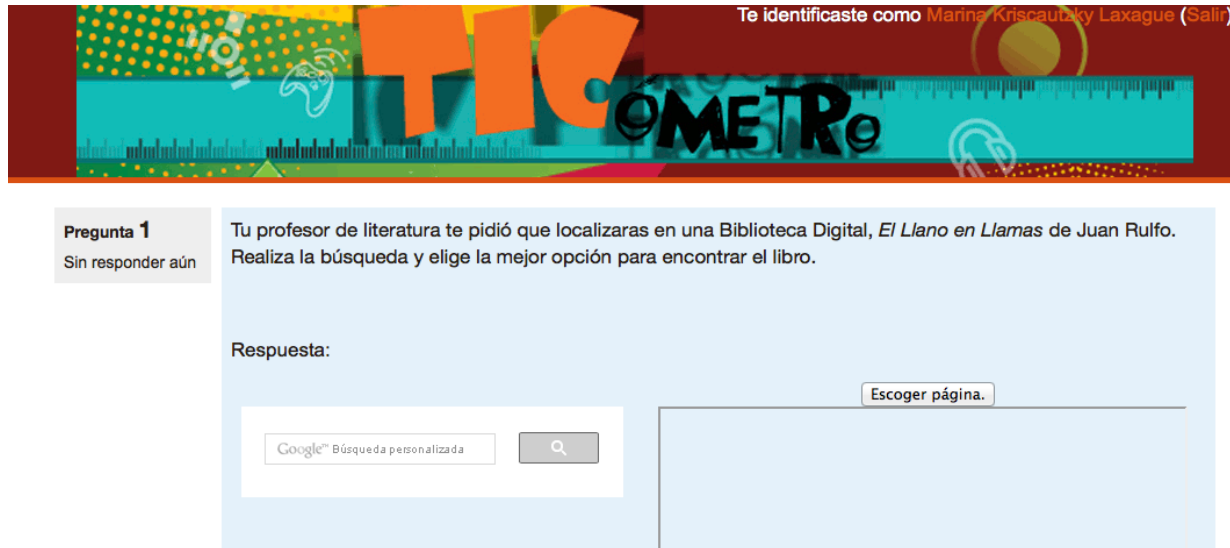 Te identificaste como Marina Kriscautzky Laxague (Salir)
TICÓMETRO
Pregunta 1
Sin responder aún
Tu profesor de literatura te pidió que localizaras en una Biblioteca Digital, El Llano en Llamas de Juan Rulfo.
Realiza la búsqueda y elige la mejor opción para encontrar el libro.
Respuesta:
Escoger página.
Google™ Búsqueda personalizada